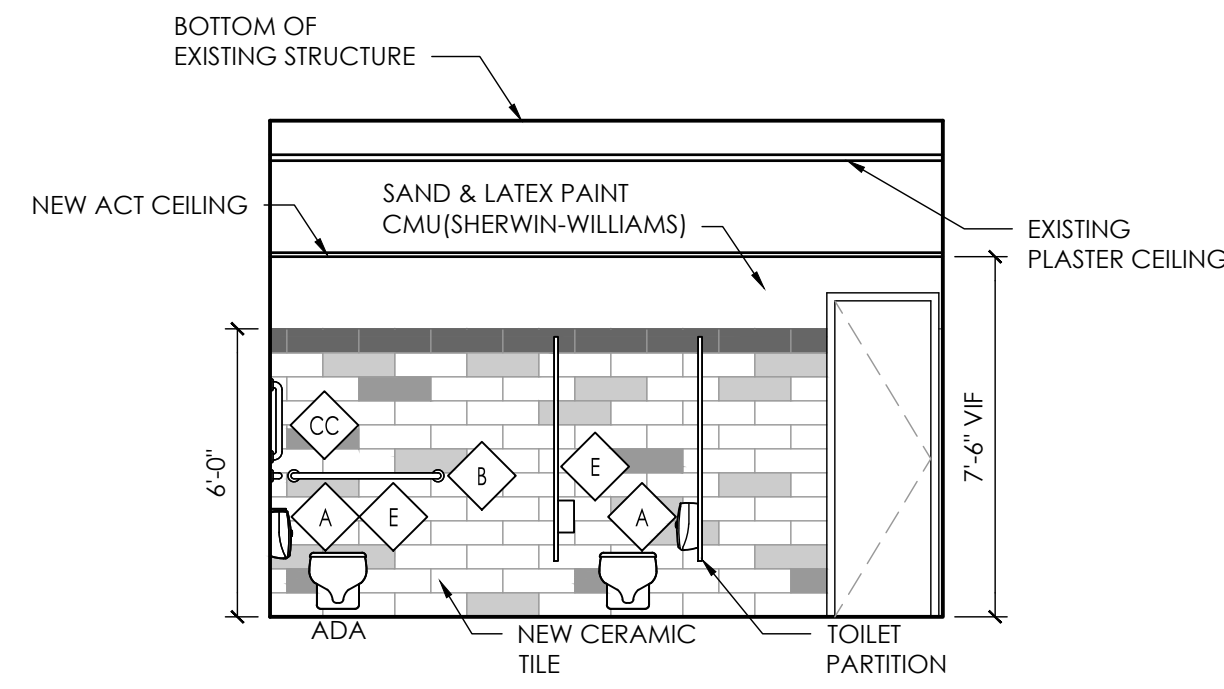 BOTTOM OF
EXISTING STRUCTURE
NEW ACT CEILING
SAND & LATEX PAINT
CMU(SHERWIN-WILLIAMS)
EXISTING
PLASTER CEILING
6'-0"
7'-6" VIF
CC
B
E
A
E
A
ADA
NEW CERAMIC
TILE
TOILET
PARTITION